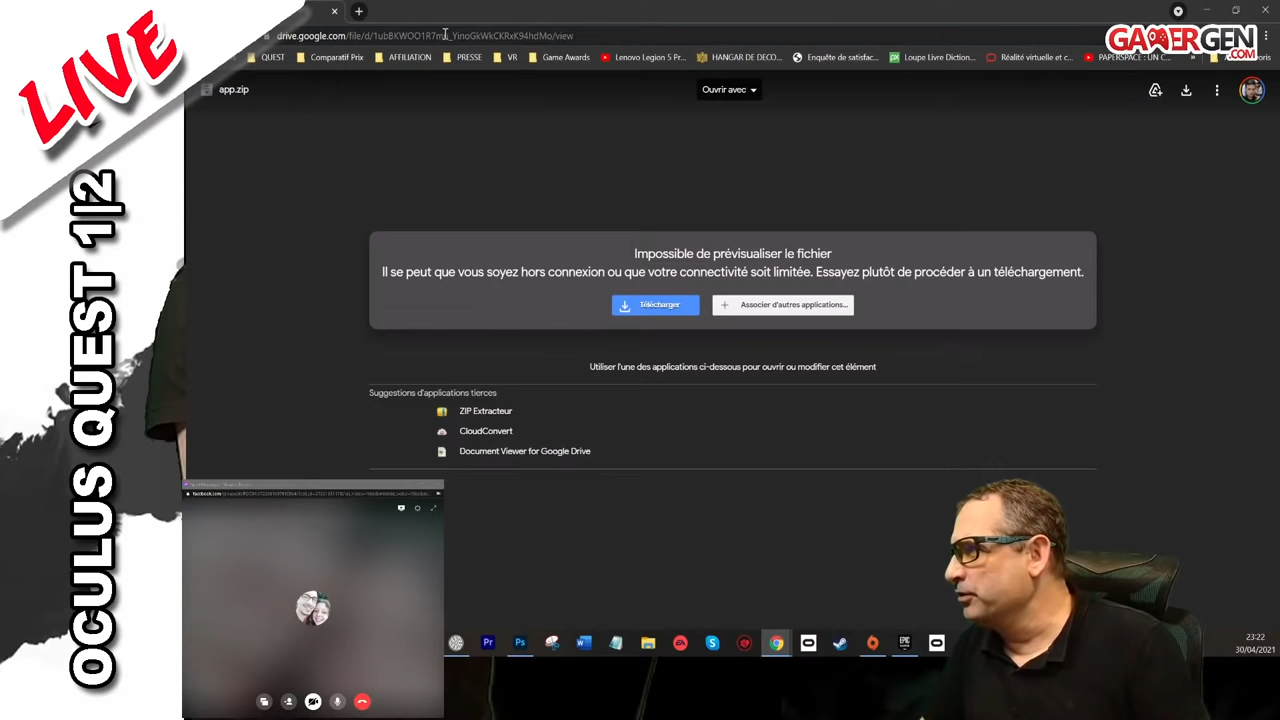 LIVE
OCULUS QUEST 1|2
GAMERGEN
.COM
drive.google.com/file/d/
/view
QUEST
Comparatif Prix
AFFILIATION
PRESSE
VR
Game Awards
Lenovo Legion 5 Pr...
HANGAR DE DECO...
Enquête de satisfac...
Loupe Livre Diction...
Réalité virtuelle et c...
PAPERSPACE : UN C...
»
app.zip
Ouvrir avec
Impossible de prévisualiser le fichier
Il se peut que vous soyez hors connexion ou que votre connectivité soit limitée. Essayez plutôt de procéder à un téléchargement.
Télécharger
+ Associer d'autres applications...
Utiliser l'une des applications ci-dessous pour ouvrir ou modifier cet élément
Suggestions d'applications tierces
ZIP Extracteur
CloudConvert
Document Viewer for Google Drive
Pr
Ps
W
EA
S
EPIC
23:22
30/04/2021